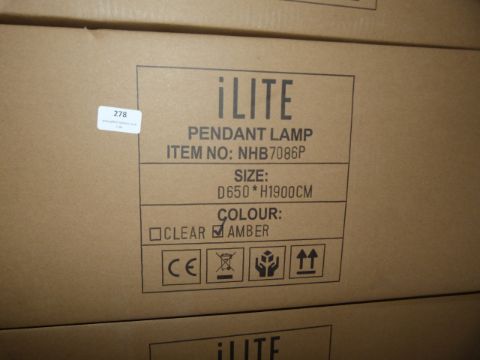 278
iLITE
PENDANT LAMP
ITEM NO: NHB7086P
SIZE:
D650*H1900CM
COLOUR:
CLEAR AMBER
CE
iLITE